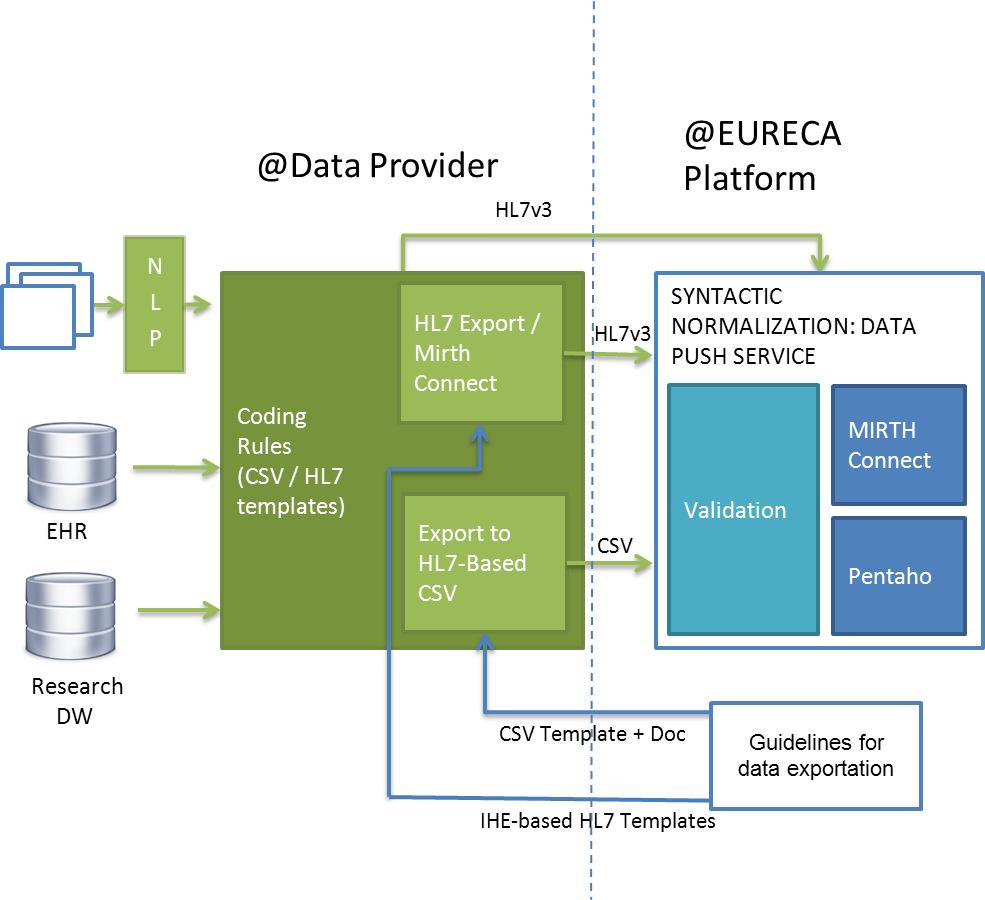 @Data Provider
@EURECA
Platform
HL7v3
N
L
P
EHR
Research
DW
Coding
Rules
(CSV / HL7
templates)
HL7 Export /
Mirth
Connect
Export to
HL7-Based
CSV
HL7v3
CSV
SYNTACTIC
NORMALIZATION: DATA
PUSH SERVICE
Validation
MIRTH
Connect
Pentaho
CSV Template + Doc
IHE-based HL7 Templates
Guidelines for
data exportation